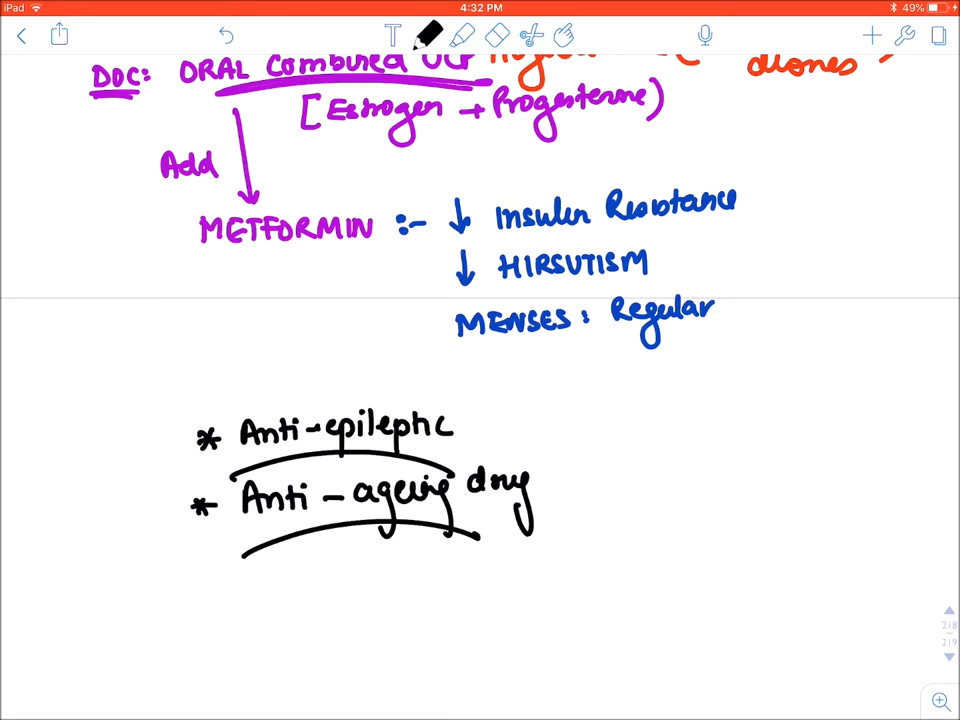 iPad 4:32 PM 49%
T
DOC: ORAL Combined OCP
[Estrogen + Progesterone)
Add
METFORMIN :- ↓ Insulin Resistance
↓ HIRSUTISM
MENSES : Regular
* Anti-epileptic
* Anti-ageing drug
218
219